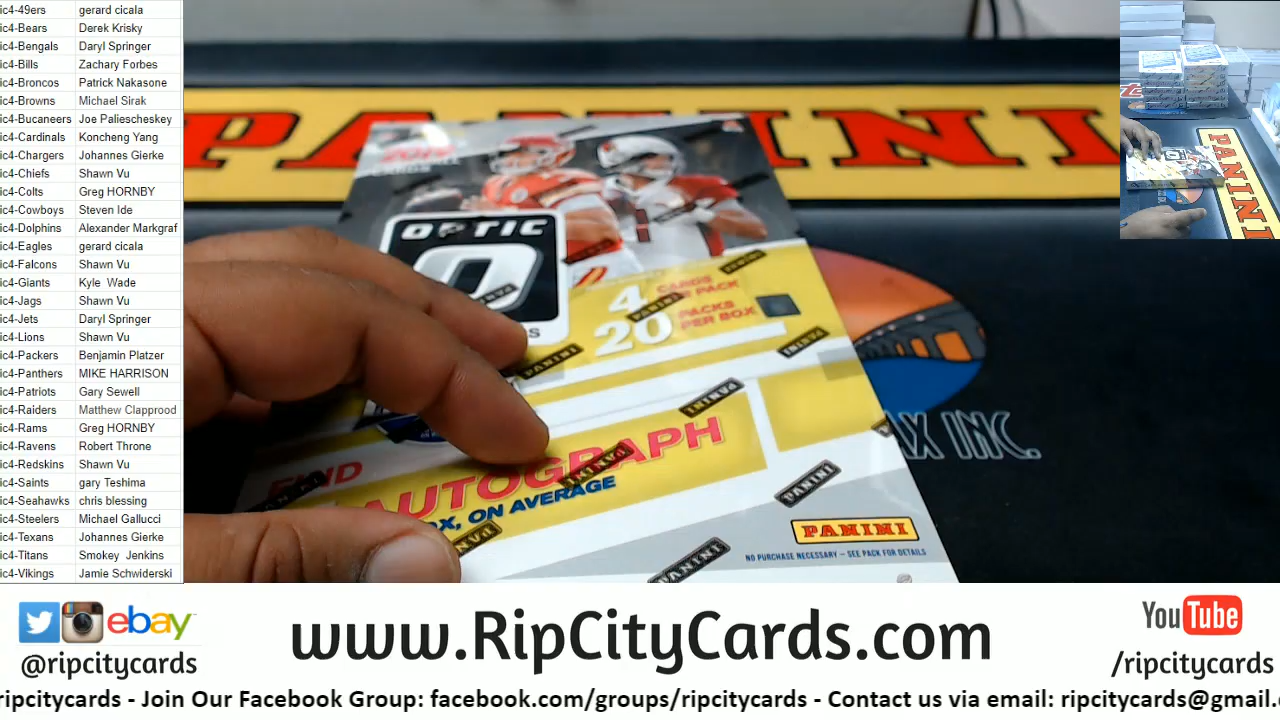 ic4-49ers gerard cicala
ic4-Bears Derek Krisky
ic4-Bengals Daryl Springer
ic4-Bills Zachary Forbes
ic4-Broncos Patrick Nakasone
ic4-Browns Michael Sirak
ic4-Bucaneers Joe Paliescheskey
ic4-Cardinals Koncheng Yang
ic4-Chargers Johannes Gierke
ic4-Chiefs Shawn Vu
ic4-Colts Greg HORNBY
ic4-Cowboys Steven Ide
ic4-Dolphins Alexander Markgraf
ic4-Eagles gerard cicala
ic4-Falcons Shawn Vu
ic4-Giants Kyle Wade
ic4-Jags Shawn Vu
ic4-Jets Daryl Springer
ic4-Lions Shawn Vu
ic4-Packers Benjamin Platzer
ic4-Panthers MIKE HARRISON
ic4-Patriots Gary Sewell
ic4-Raiders Matthew Clapprood
ic4-Rams Greg HORNBY
ic4-Ravens Robert Throne
ic4-Redskins Shawn Vu
ic4-Saints gary Teshima
ic4-Seahawks chris blessing
ic4-Steelers Michael Gallucci
ic4-Texans Johannes Gierke
ic4-Titans Smokey Jenkins
ic4-Vikings Jamie Schwiderski
PANINI
OPTIC
4 CARDS PER PACK
20 PACKS PER BOX
FIND
AUTOGRAPH
BOX, ON AVERAGE
PANINI
NO PURCHASE NECESSARY – SEE PACK FOR DETAILS
AX INC.
PANINI
ebay
@ripcitycards
www.RipCityCards.com
YouTube
/ripcitycards
ripcitycards - Join Our Facebook Group: facebook.com/groups/ripcitycards - Contact us via email: ripcitycards@gmail.